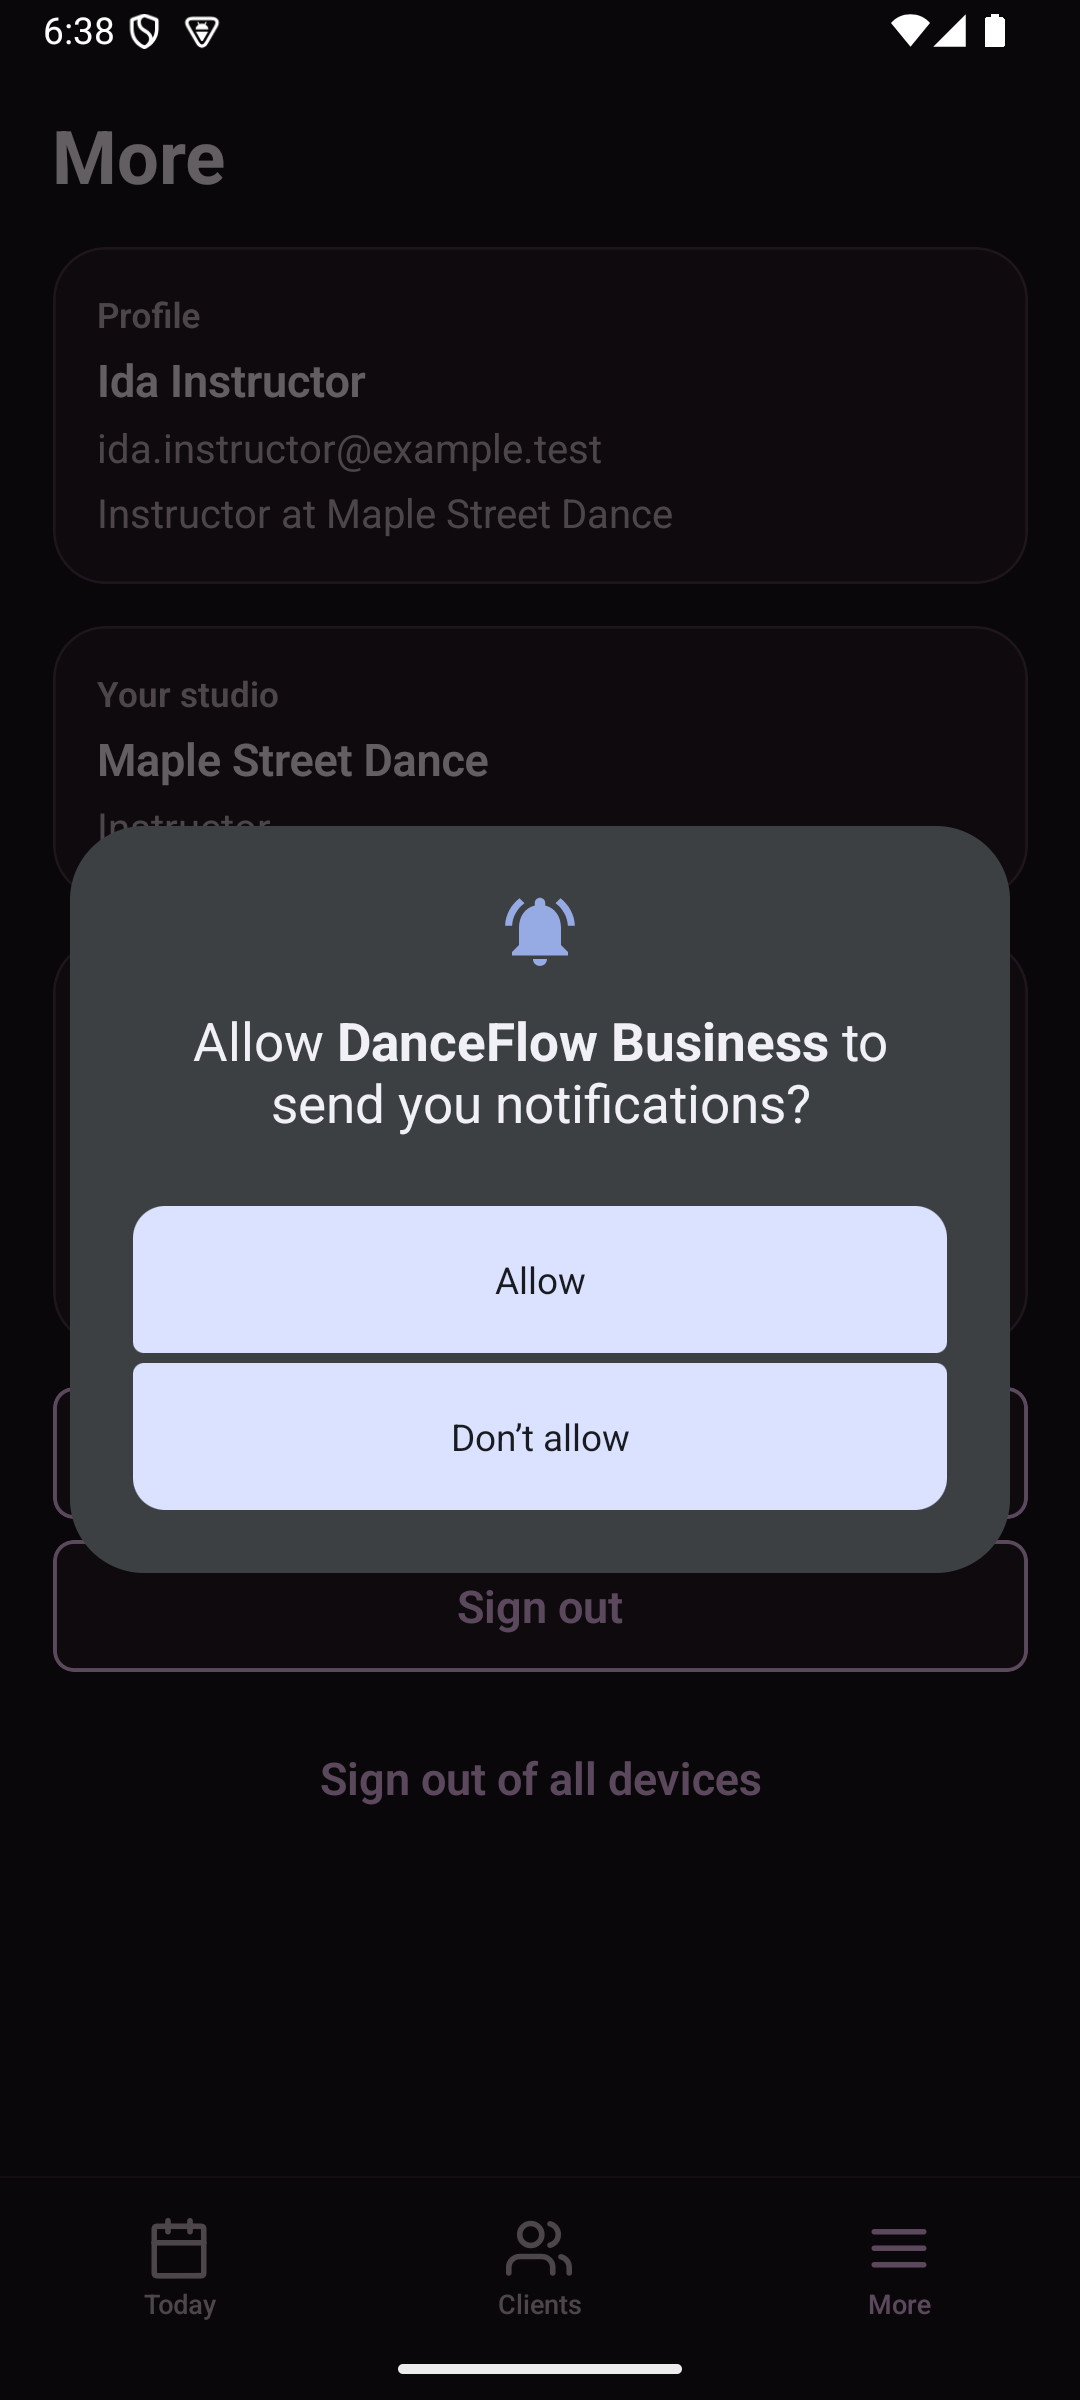 6:38
More
Profile
Ida Instructor
ida.instructor@example.test
Instructor at Maple Street Dance
Your studio
Maple Street Dance
Instructor
Allow DanceFlow Business to
send you notifications?
Allow
Don’t allow
Sign out
Sign out of all devices
Today
Clients
More